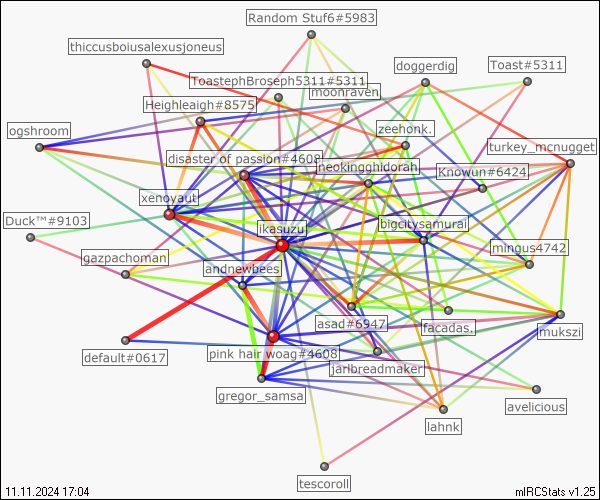 Random Stuf6#5983
thiccusboiusalexusjoneus
doggerdig
Toast#5311
ToastephBroseph5311#5311
moonraven
Heighleaigh#8575
ogshroom
zeehonk.
turkey_mcnugget
disaster of passion#4608
neokingghidorah
Knowun#6424
xenoyaut
Duck™#9103
ikasuzu
bigcitysamurai
mingus4742
gazpachoman
andnewbees
asad#6947
facadas.
mukszi
default#0617
pink hair woag#4608
jarlbreadmaker
gregor_samsa
avelicious
lahnk
tescoroll
11.11.2024 17:04
mIRCStats v1.25